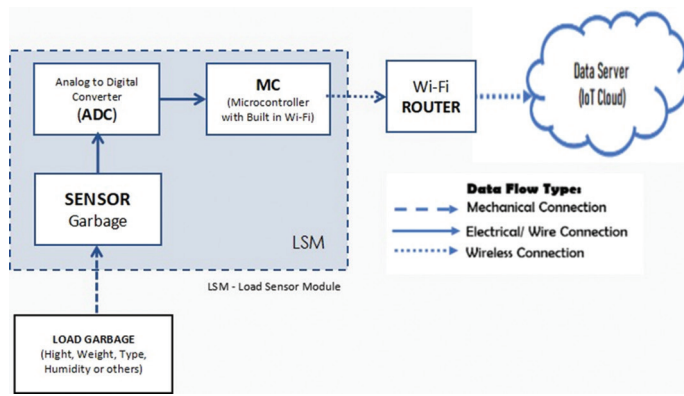 Analog to Digital
Converter
(ADC)
MC
(Microcontroller
with Built in Wi-Fi)
Wi-Fi
ROUTER
Data Server
(IoT Cloud)
SENSOR
Garbage
LSM
LSM - Load Sensor Module
Data Flow Type:
Mechanical Connection
Electrical/ Wire Connection
Wireless Connection
LOAD GARBAGE
(Hight, Weight, Type,
Humidity or others)